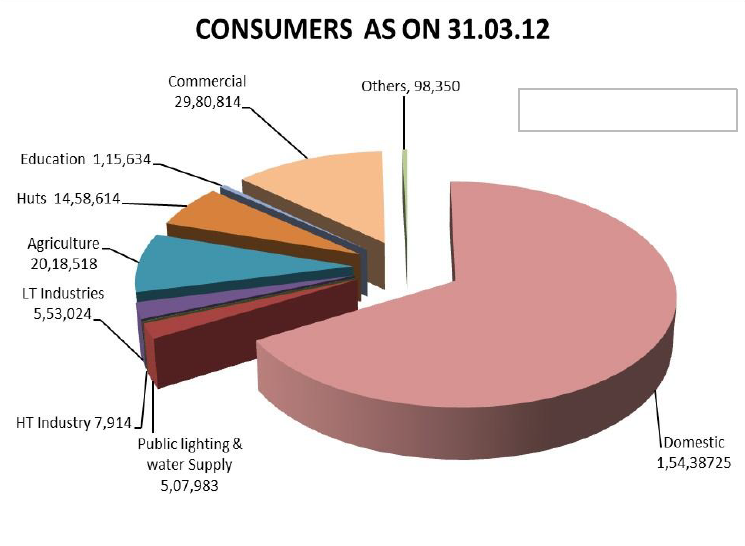 CONSUMERS AS ON 31.03.12
Commercial
29,80,814
Others, 98,350
Education 1,15,634
Huts 14,58,614
Agriculture
20,18,518
LT Industries
5,53,024
HT Industry 7,914
Public lighting &
water Supply
5,07,983
Domestic
1,54,38725